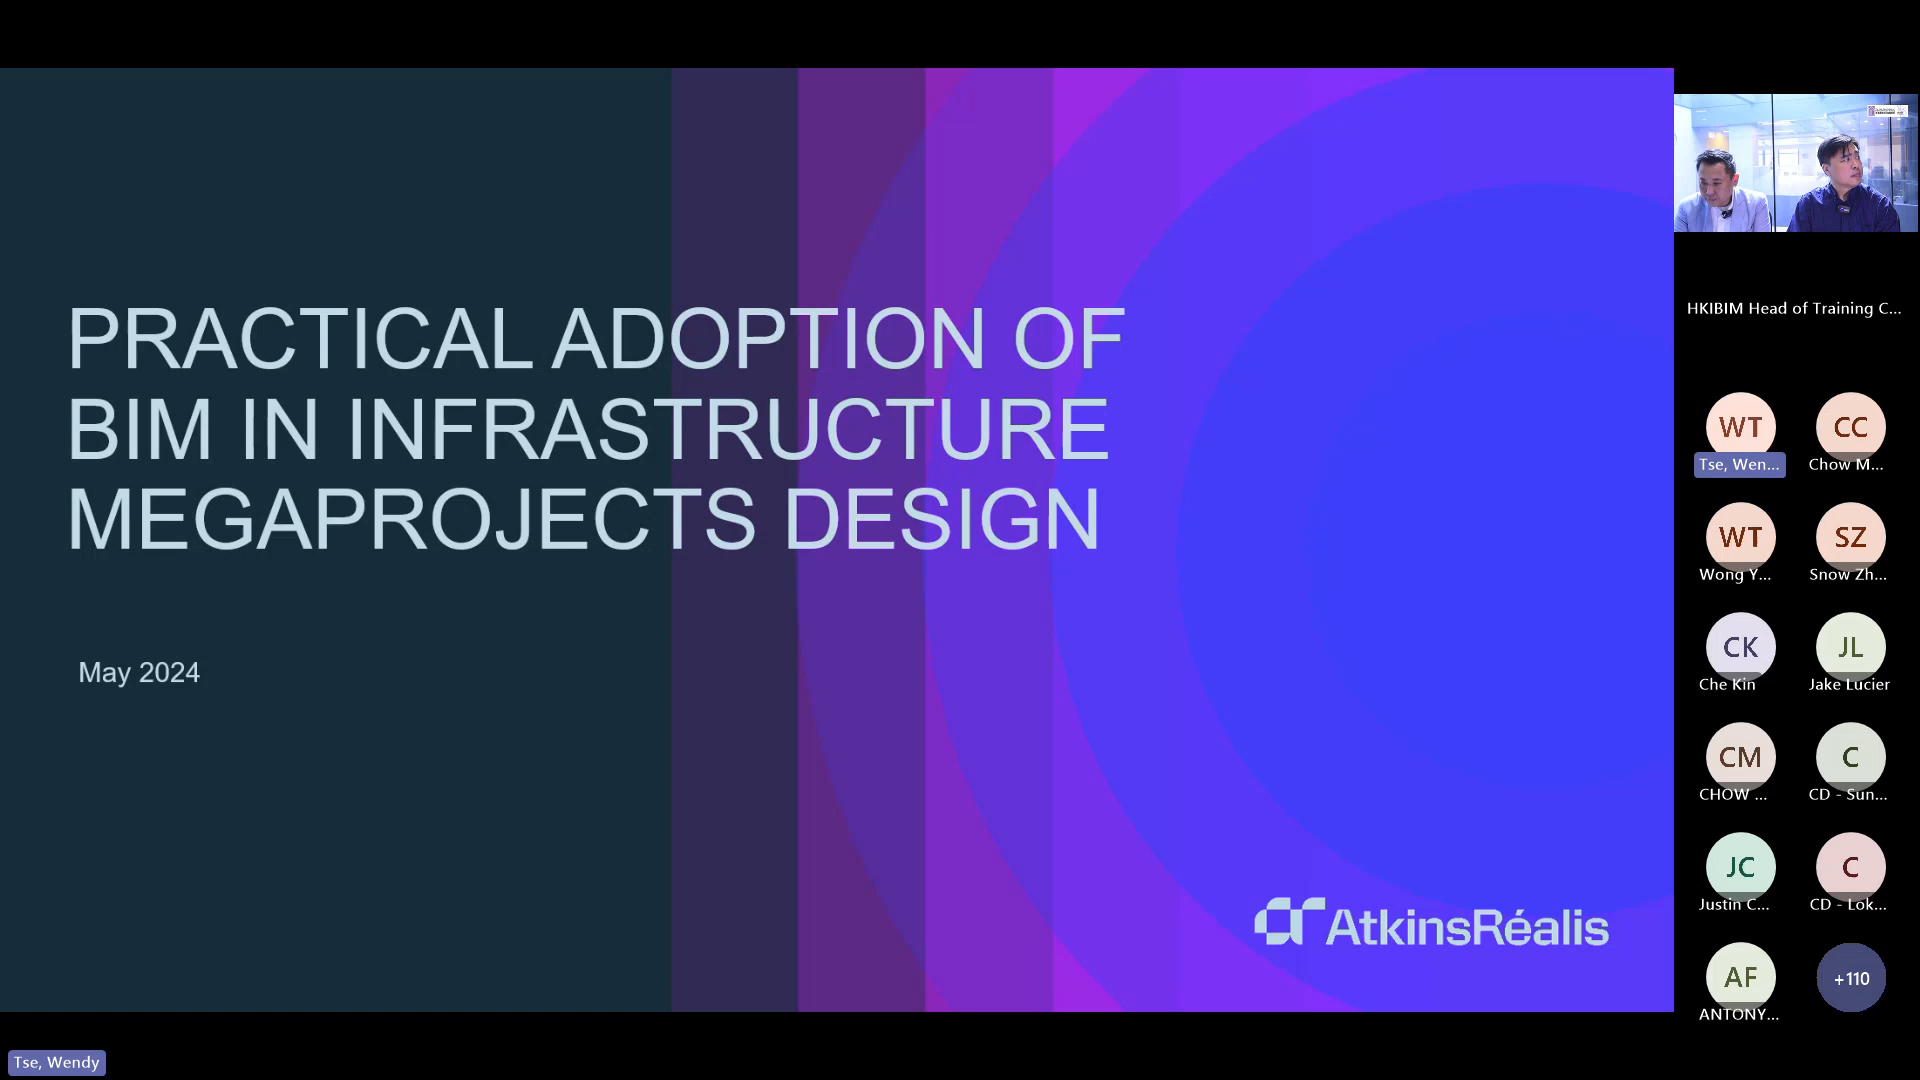 PRACTICAL ADOPTION OF
BIM IN INFRASTRUCTURE
MEGAPROJECTS DESIGN
May 2024
AtkinsRéalis
Tse, Wendy
HKIBIM Head of Training C...
WT
Tse, Wen...
CC
Chow M...
WT
Wong Y...
SZ
Snow Zh...
CK
Che Kin
JL
Jake Lucier
CM
CHOW ...
C
CD - Sun...
JC
Justin C...
C
CD - Lok...
AF
ANTONY...
+110